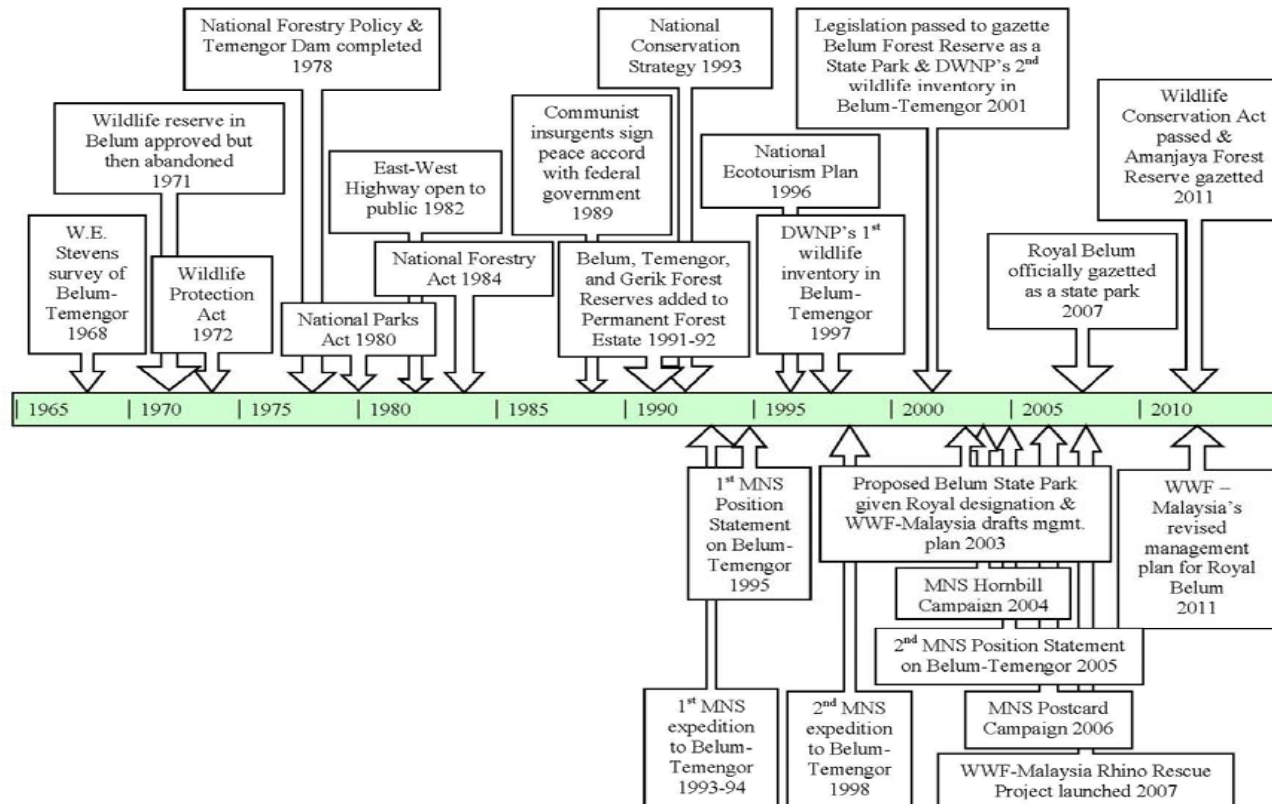 National Forestry Policy &
Temengor Dam completed
1978
National
Conservation
Strategy 1993
Legislation passed to gazette
Belum Forest Reserve as a
State Park & DWNP's 2nd
wildlife inventory in
Belum-Temengor 2001
Wildlife
Conservation Act
passed &
Amanjaya Forest
Reserve gazetted
2011
Wildlife reserve in
Belum approved but
then abandoned
1971
East-West
Highway open to
public 1982
Communist
insurgents sign
peace accord
with federal
government
1989
National
Ecotourism Plan
1996
W.E.
Stevens
survey of
Belum-
Temengor
1968
Wildlife
Protection
Act
1972
National Parks
Act 1980
National Forestry
Act 1984
Belum, Temengor,
and Gerik Forest
Reserves added to
Permanent Forest
Estate 1991-92
DWNP's 1st
wildlife
inventory in
Belum-
Temengor
1997
Royal Belum
officially gazetted
as a state park
2007
| 1965 | 1970 | 1975 | 1980 | 1985 | 1990 | 1995 | 2000 | 2005 | 2010
1st MNS
Position
Statement
on Belum-
Temengor
1995
Proposed Belum State Park
given Royal designation &
WWF-Malaysia drafts mgmt.
plan 2003
WWF –
Malaysia's
revised
management
plan for Royal
Belum
2011
MNS Hornbill
Campaign 2004
2nd MNS Position Statement
on Belum-Temengor 2005
1st MNS
expedition
to Belum-
Temengor
1993-94
2nd MNS
expedition
to Belum-
Temengor
1998
MNS Postcard
Campaign 2006
WWF-Malaysia Rhino Rescue
Project launched 2007